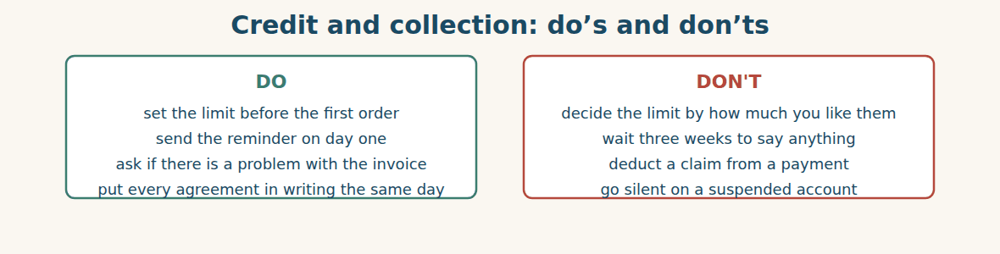 Credit and collection: do’s and don’ts
DO
set the limit before the first order
send the reminder on day one
ask if there is a problem with the invoice
put every agreement in writing the same day
DON'T
decide the limit by how much you like them
wait three weeks to say anything
deduct a claim from a payment
go silent on a suspended account